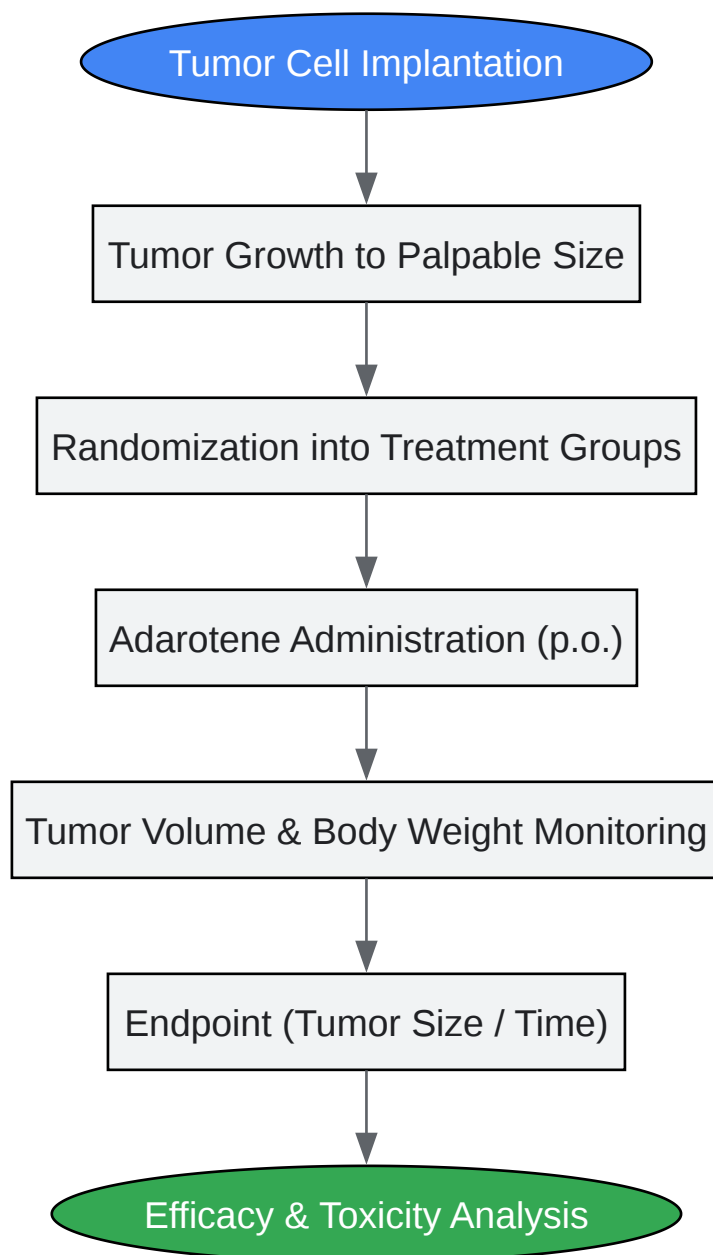 Tumor Cell Implantation
Tumor Growth to Palpable Size
Randomization into Treatment Groups
Adarotene Administration (p.o.)
Tumor Volume & Body Weight Monitoring
Endpoint (Tumor Size / Time)
Efficacy & Toxicity Analysis